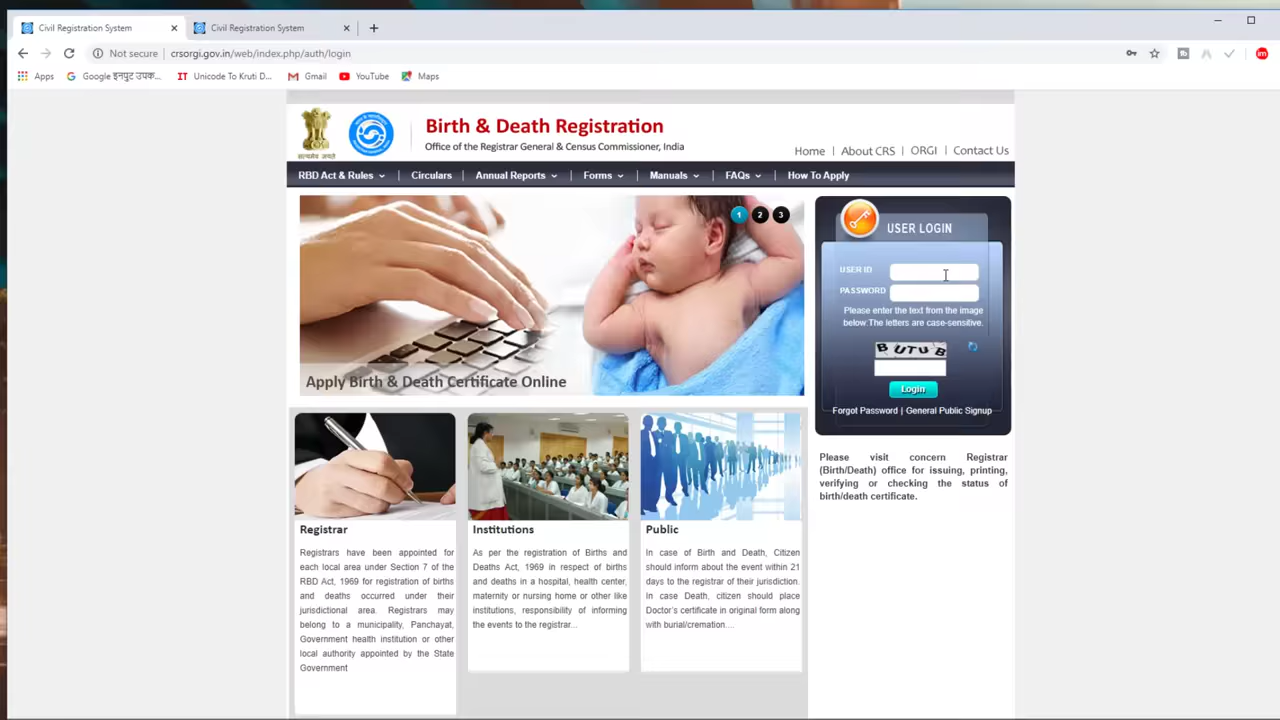 Civil Registration System
Civil Registration System
Not secure | crsorgi.gov.in/web/index.php/auth/login
Apps
Google इनपुट उपक...
Unicode To Kruti D...
Gmail
YouTube
Maps
सत्यमेव जयते
Birth & Death Registration
Office of the Registrar General & Census Commissioner, India
Home | About CRS | ORGI | Contact Us
RBD Act & Rules | Circulars | Annual Reports | Forms | Manuals | FAQs | How To Apply
1 2 3
Apply Birth & Death Certificate Online
USER LOGIN
USER ID
PASSWORD
Please enter the text from the image
below.The letters are case-sensitive.
B UTU B
Login
Forgot Password | General Public Signup
Please visit concern Registrar
(Birth/Death) office for issuing, printing,
verifying or checking the status of
birth/death certificate.
Registrar
Registrars have been appointed for
each local area under Section 7 of the
RBD Act, 1969 for registration of births
and deaths occurred under their
jurisdictional area. Registrars may
belong to a municipality, Panchayat,
Government health institution or other
local authority appointed by the State
Government
Institutions
As per the registration of Births and
Deaths Act, 1969 in respect of births
and deaths in a hospital, health center,
maternity or nursing home or other like
institutions, responsibility of informing
the events to the registrar...
Public
In case of Birth and Death, Citizen
should inform about the event within 21
days to the registrar of their jurisdiction.
In case Death, citizen should place
Doctor's certificate in original form along
with burial/cremation....